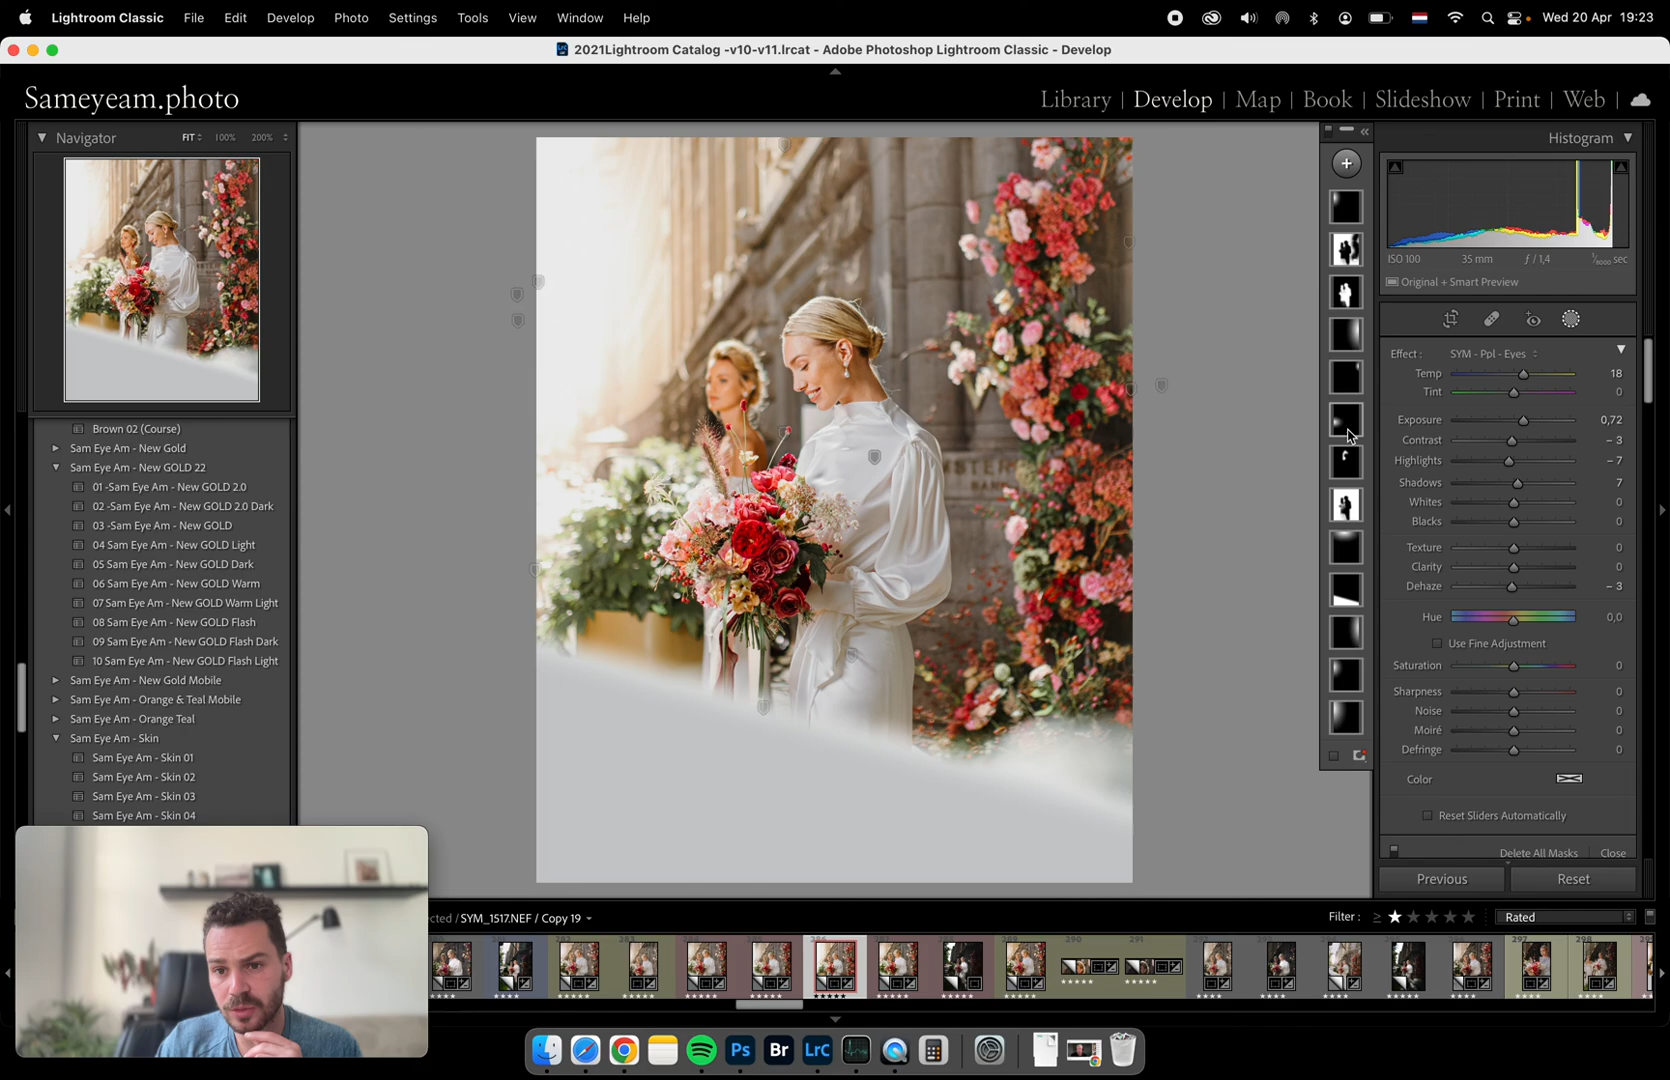 Lightroom Classic File Edit Develop Photo Settings Tools View Window Help Wed 20 Apr 19:23
2021Lightroom Catalog -v10-v11.lrcat - Adobe Photoshop Lightroom Classic - Develop
Sameyeam.photo
Library | Develop | Map | Book | Slideshow | Print | Web |
Navigator FIT 100% 200%
Brown 02 (Course)
Sam Eye Am - New Gold
Sam Eye Am - New GOLD 22
01 -Sam Eye Am - New GOLD 2.0
02 -Sam Eye Am - New GOLD 2.0 Dark
03 -Sam Eye Am - New GOLD
04 Sam Eye Am - New GOLD Light
05 Sam Eye Am - New GOLD Dark
06 Sam Eye Am - New GOLD Warm
07 Sam Eye Am - New GOLD Warm Light
08 Sam Eye Am - New GOLD Flash
09 Sam Eye Am - New GOLD Flash Dark
10 Sam Eye Am - New GOLD Flash Light
Sam Eye Am - New Gold Mobile
Sam Eye Am - Orange & Teal Mobile
Sam Eye Am - Orange Teal
Sam Eye Am - Skin
Sam Eye Am - Skin 01
Sam Eye Am - Skin 02
Sam Eye Am - Skin 03
Sam Eye Am - Skin 04
Histogram
ISO 100 35 mm ƒ / 1,4 1/8000 sec
Original + Smart Preview
Effect : SYM - Ppl - Eyes
Temp 18
Tint 0
Exposure 0,72
Contrast – 3
Highlights – 7
Shadows 7
Whites 0
Blacks 0
Texture 0
Clarity 0
Dehaze – 3
Hue 0,0
Use Fine Adjustment
Saturation 0
Sharpness 0
Noise 0
Moiré 0
Defringe 0
Color
Reset Sliders Automatically
Delete All Masks Close
Previous Reset
ected / SYM_1517.NEF / Copy 19
Filter : ≥ ★ Rated
290 291 297 298
Ps Br LrC